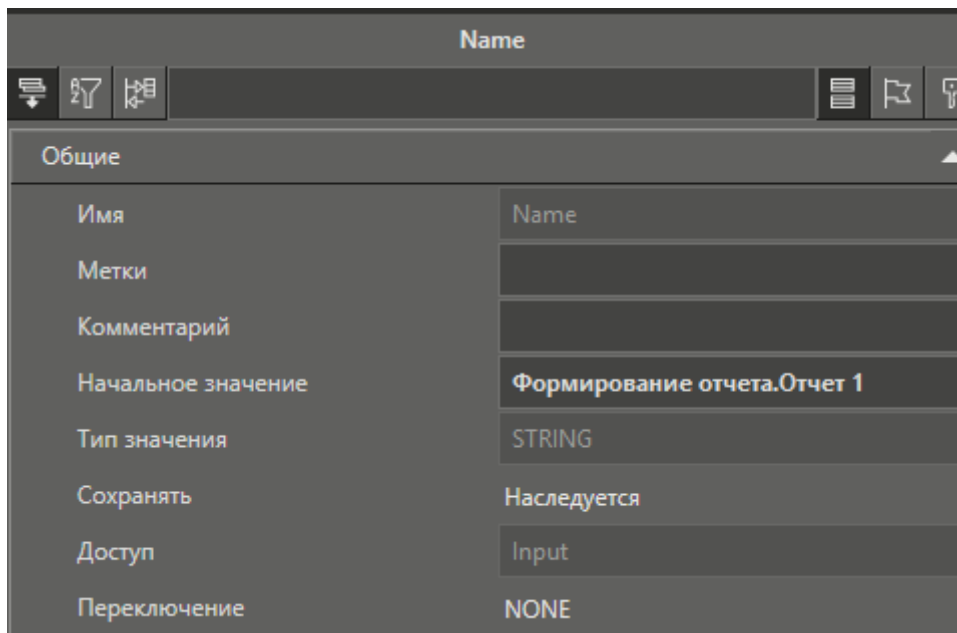 Name
Общие
Имя Name
Метки
Комментарий
Начальное значение Формирование отчета.Отчет 1
Тип значения STRING
Сохранять Наследуется
Доступ Input
Переключение NONE